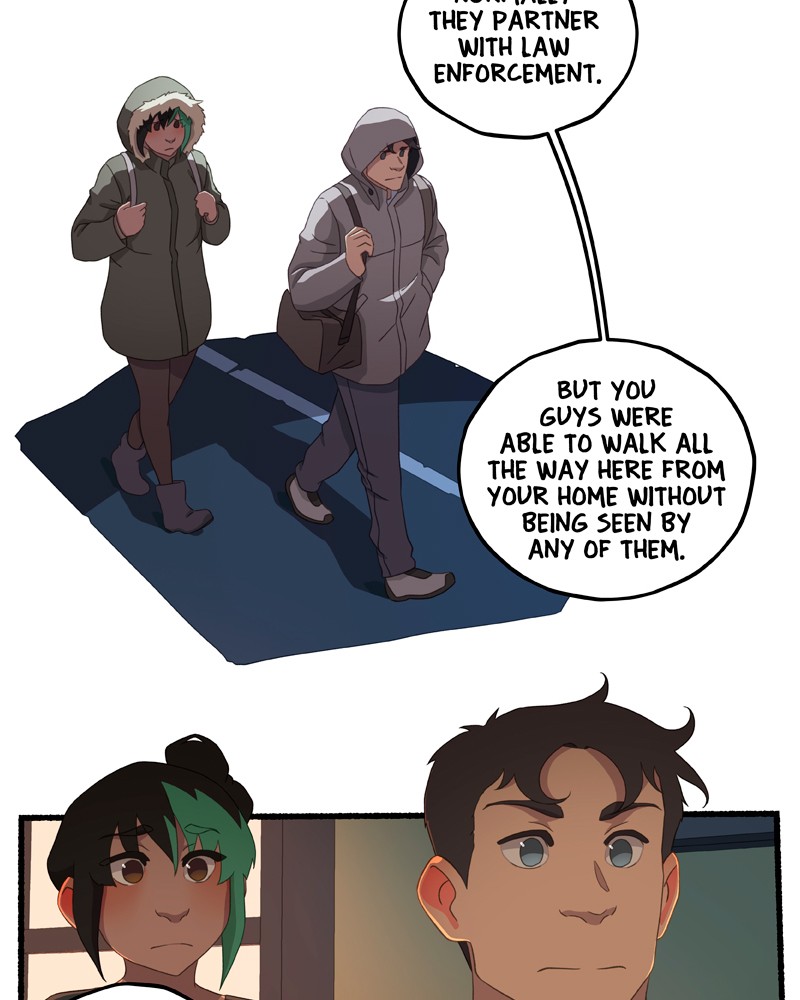 NORMALLY
THEY PARTNER
WITH LAW
ENFORCEMENT.
BUT YOU
GUYS WERE
ABLE TO WALK ALL
THE WAY HERE FROM
YOUR HOME WITHOUT
BEING SEEN BY
ANY OF THEM.